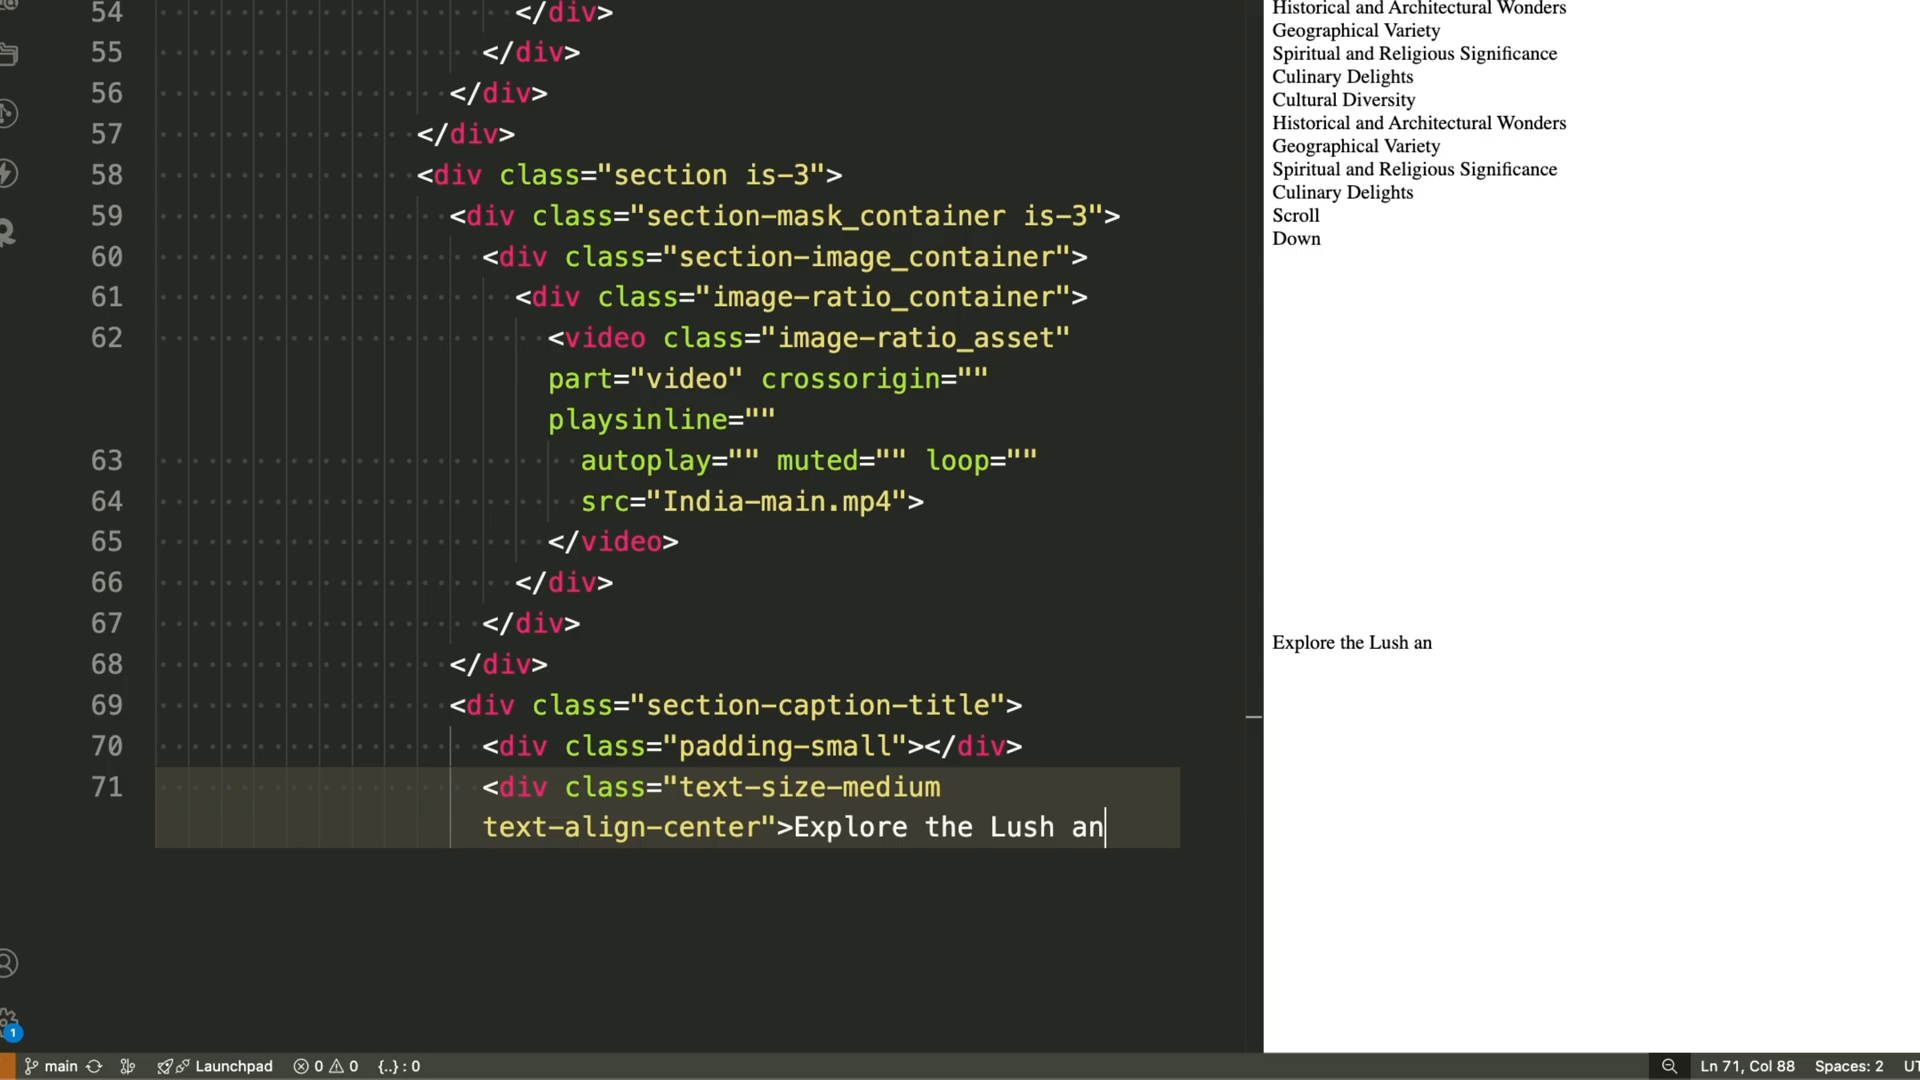 54 </div>
55 </div>
56 </div>
57 </div>
58 <div class="section is-3">
59 <div class="section-mask_container is-3">
60 <div class="section-image_container">
61 <div class="image-ratio_container">
62 <video class="image-ratio_asset"
part="video" crossorigin=""
playsinline=""
63 autoplay="" muted="" loop=""
64 src="India-main.mp4">
65 </video>
66 </div>
67 </div>
68 </div>
69 <div class="section-caption-title">
70 <div class="padding-small"></div>
71 <div class="text-size-medium
text-align-center">Explore the Lush an
Historical and Architectural Wonders
Geographical Variety
Spiritual and Religious Significance
Culinary Delights
Cultural Diversity
Historical and Architectural Wonders
Geographical Variety
Spiritual and Religious Significance
Culinary Delights
Scroll
Down
Explore the Lush an
1
main Launchpad 0 0 {..} : 0 Ln 71, Col 88 Spaces: 2 UT